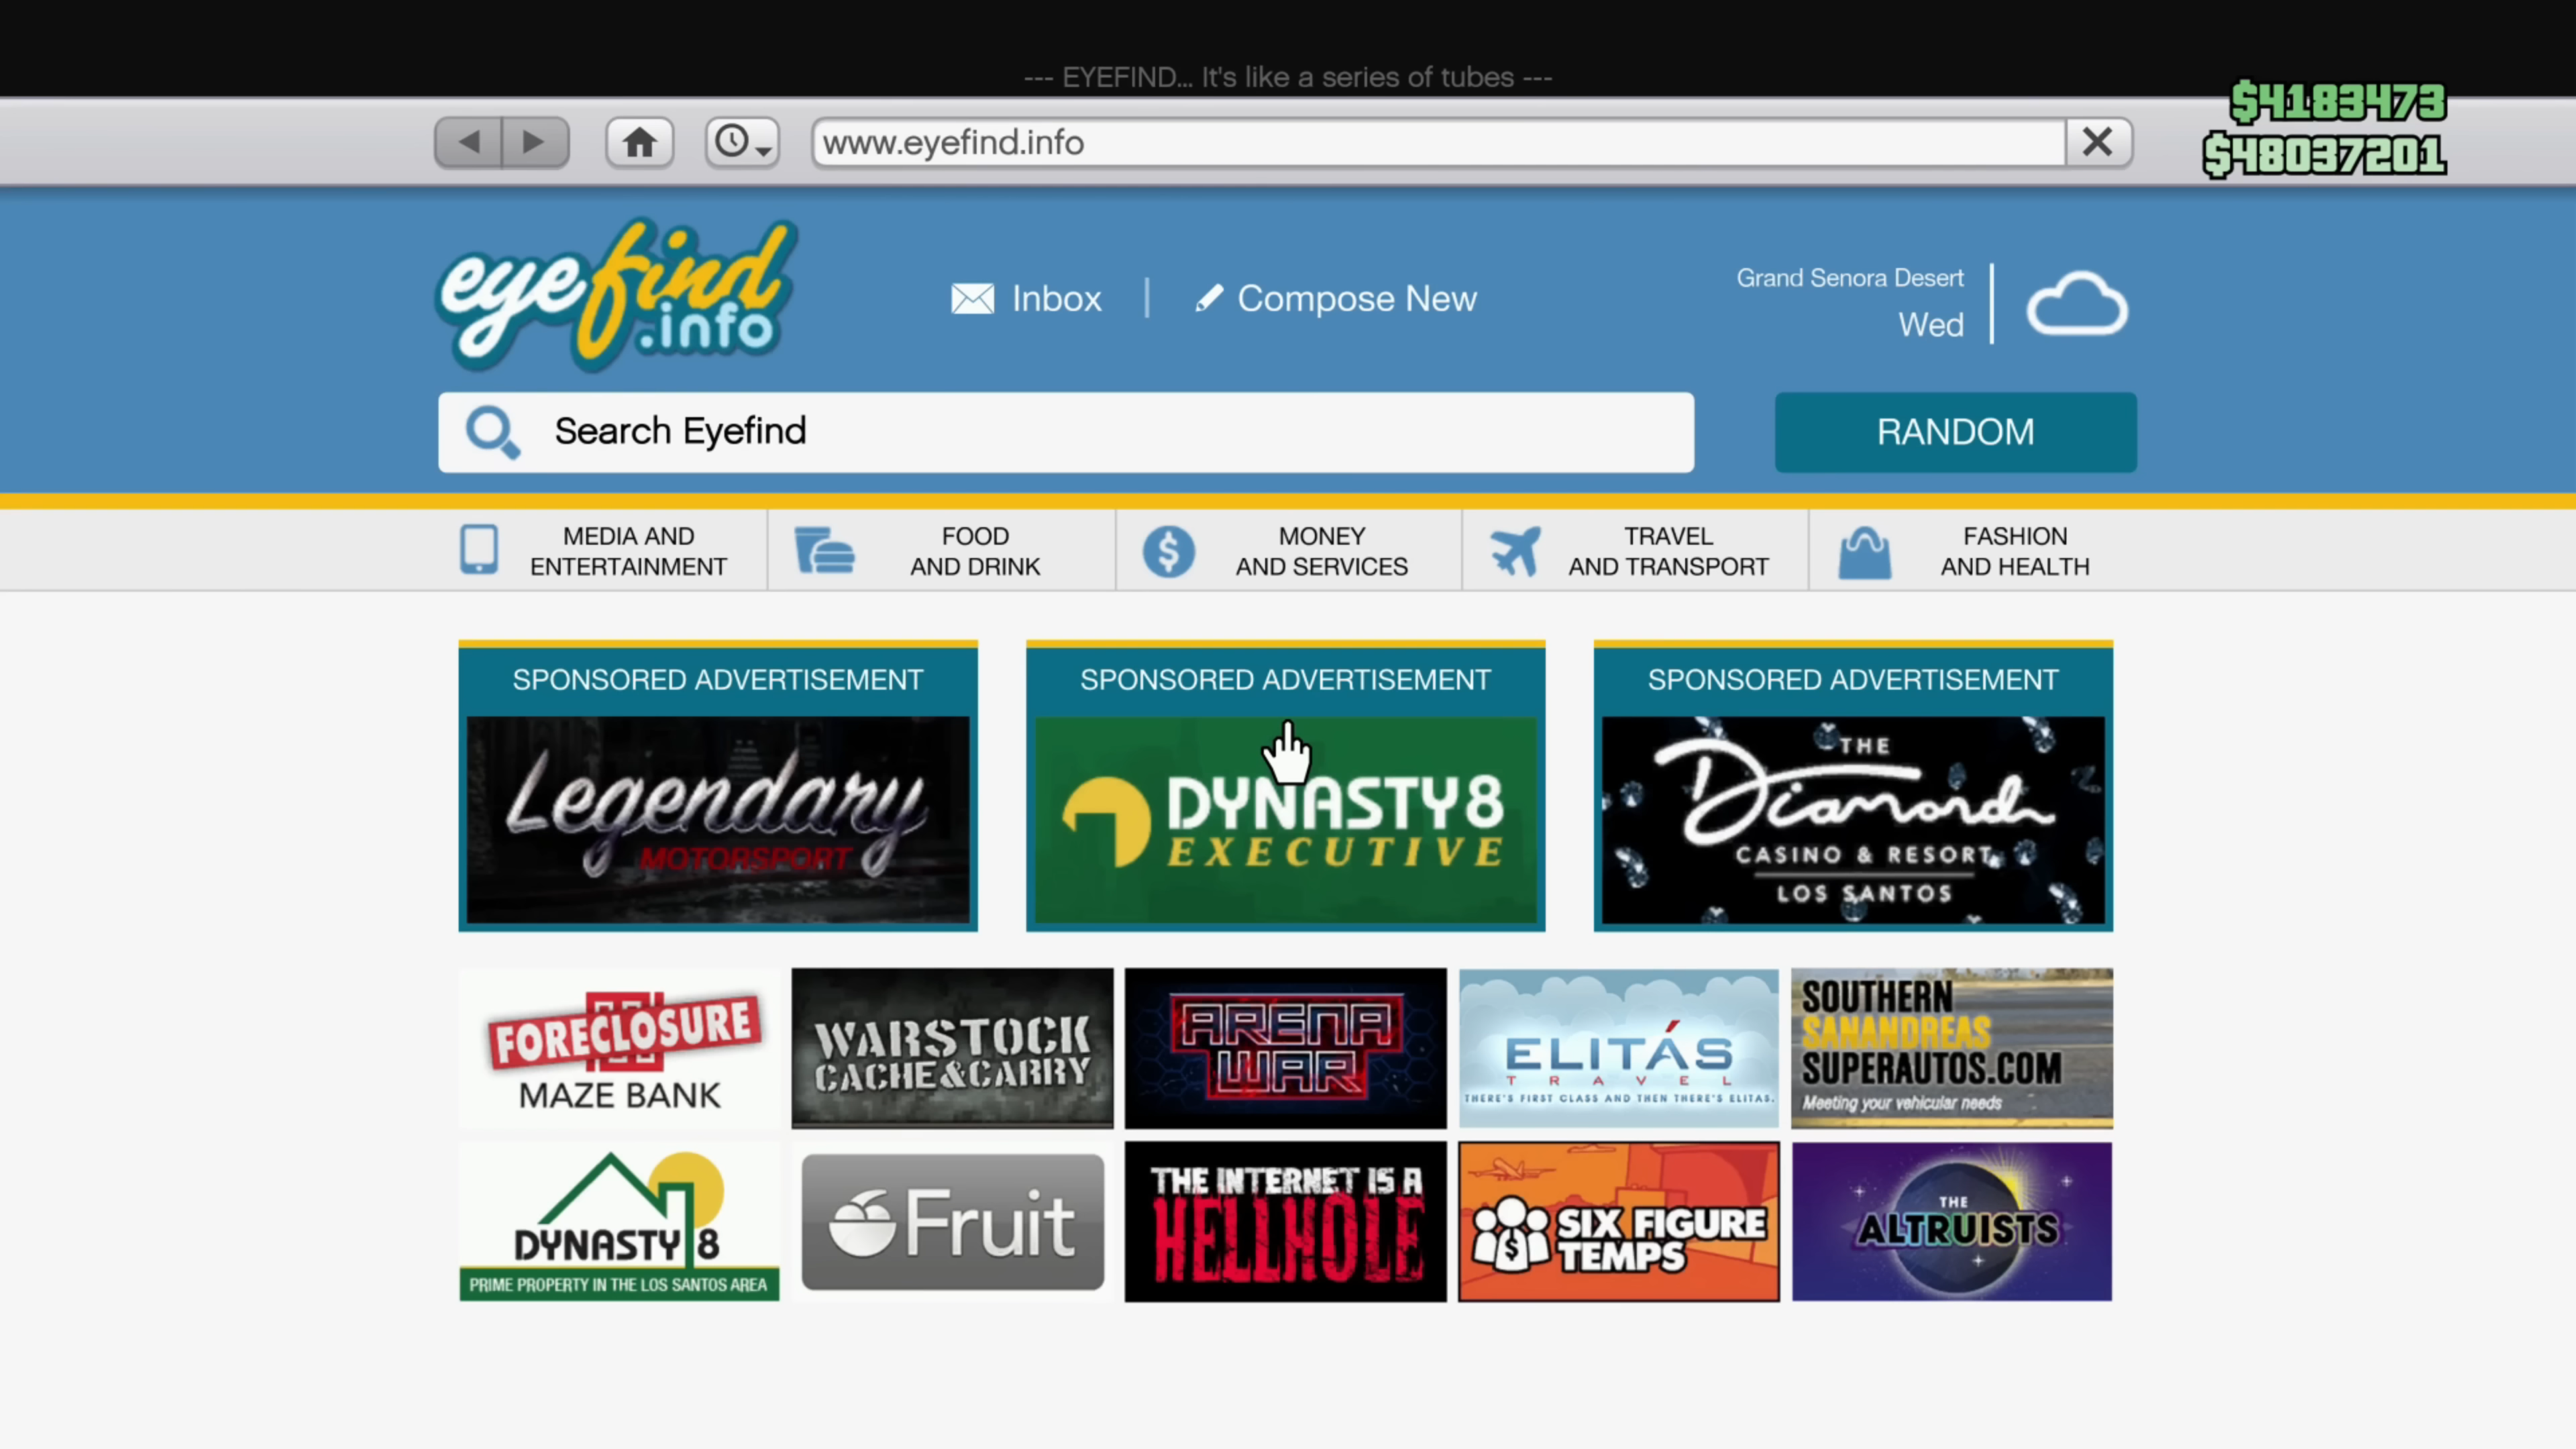 --- EYEFIND... It's like a series of tubes ---
$4183473
www.eyefind.info
$48037201
eyefind
.info
Inbox
Compose New
Grand Senora Desert
Wed
Search Eyefind
RANDOM
MEDIA AND
ENTERTAINMENT
FOOD
AND DRINK
MONEY
AND SERVICES
TRAVEL
AND TRANSPORT
FASHION
AND HEALTH
SPONSORED ADVERTISEMENT
Legendary
MOTORSPORT
SPONSORED ADVERTISEMENT
DYNASTY 8
EXECUTIVE
SPONSORED ADVERTISEMENT
THE
Diamond
CASINO & RESORT
LOS SANTOS
FORECLOSURE
MAZE BANK
WARSTOCK
CACHE&CARRY
ARENA
WAR
ELITÁS
TRAVEL
THERE'S FIRST CLASS AND THEN THERE'S ELITAS.
SOUTHERN
SANANDREAS
SUPERAUTOS.COM
Meeting your vehicular needs
DYNASTY 8
PRIME PROPERTY IN THE LOS SANTOS AREA
Fruit
THE INTERNET IS A
HELLHOLE
SIX FIGURE
TEMPS
THE
ALTRUISTS